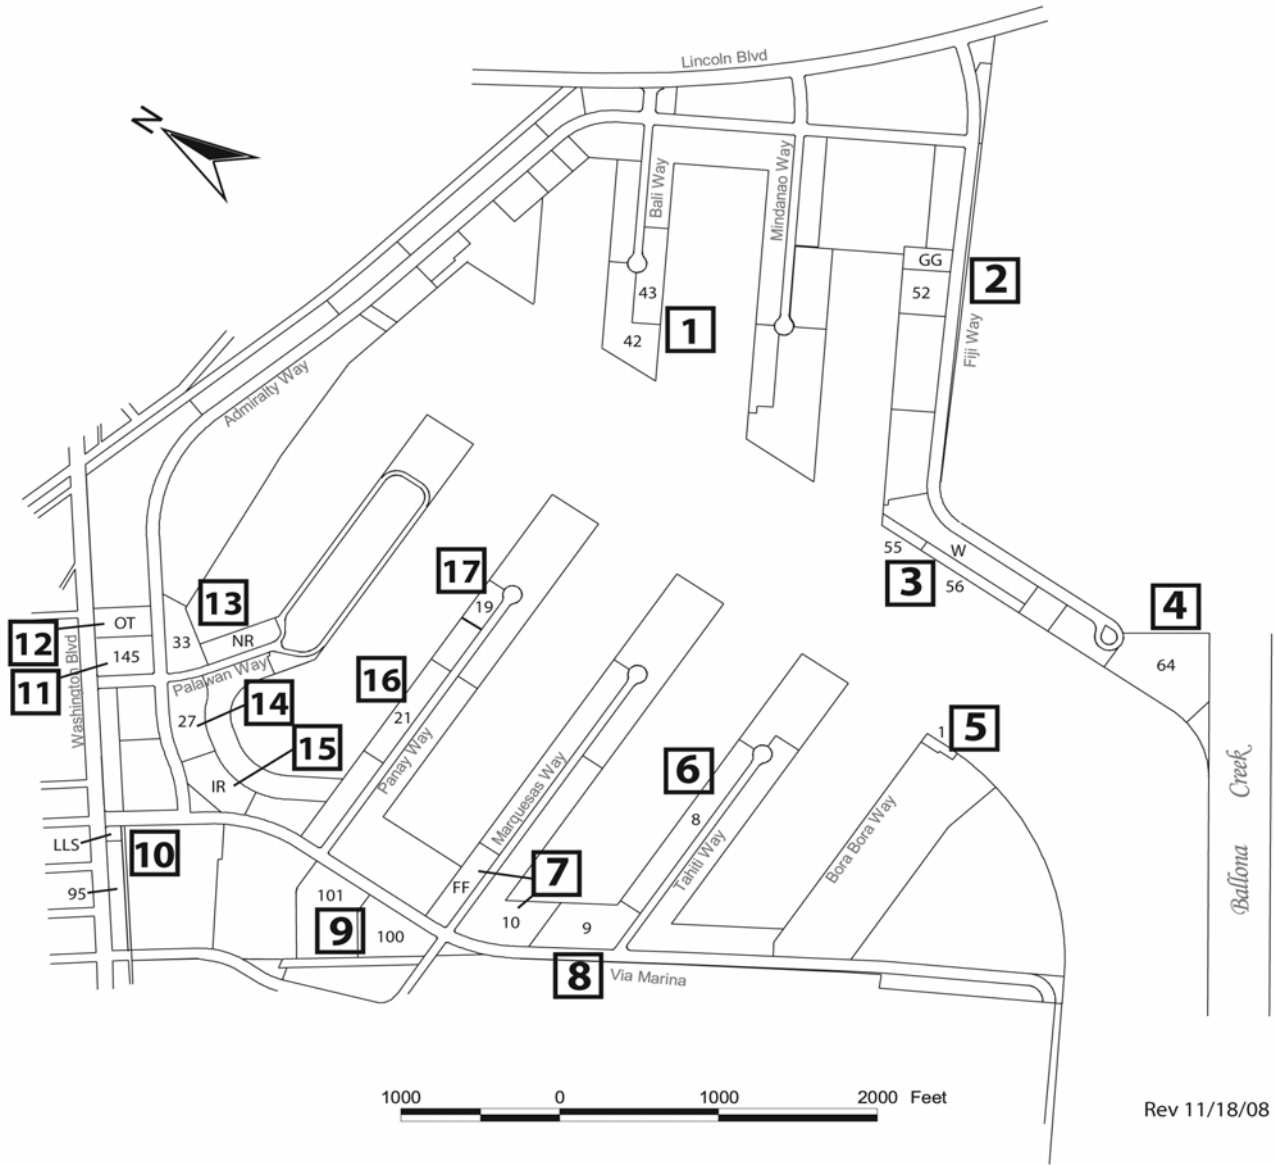 Lincoln Blvd
N
Bali Way
Mindanao Way
GG
2
52
43
1
42
Fiji Way
Admiralty Way
17
55
W
3
56
13
19
4
12
OT
33
NR
11
145
Washington Blvd
Palawan Way
64
16
14
27
21
15
5
1
IR
Panay Way
6
Marquesas Way
8
Creek
LLS
10
Tahiti Way
Bora Bora Way
7
FF
Ballona
95
101
9
100
10
9
8
Via Marina
1000 0 1000 2000 Feet
Rev 11/18/08